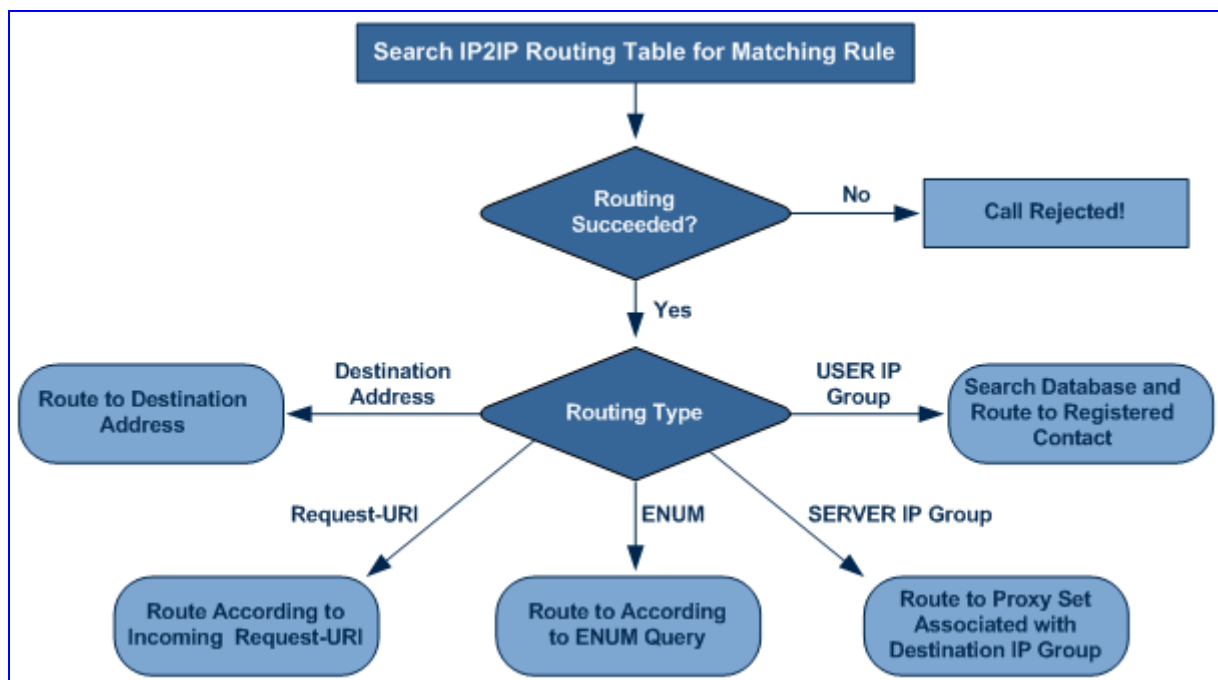 Search IP2IP Routing Table for Matching Rule
Routing
Succeeded?
No
Call Rejected!
Yes
Destination
Address
USER IP
Group
Route to Destination
Address
Routing Type
Search Database and
Route to Registered
Contact
Request-URI
ENUM
SERVER IP Group
Route According to
Incoming Request-URI
Route to According
to ENUM Query
Route to Proxy Set
Associated with
Destination IP Group